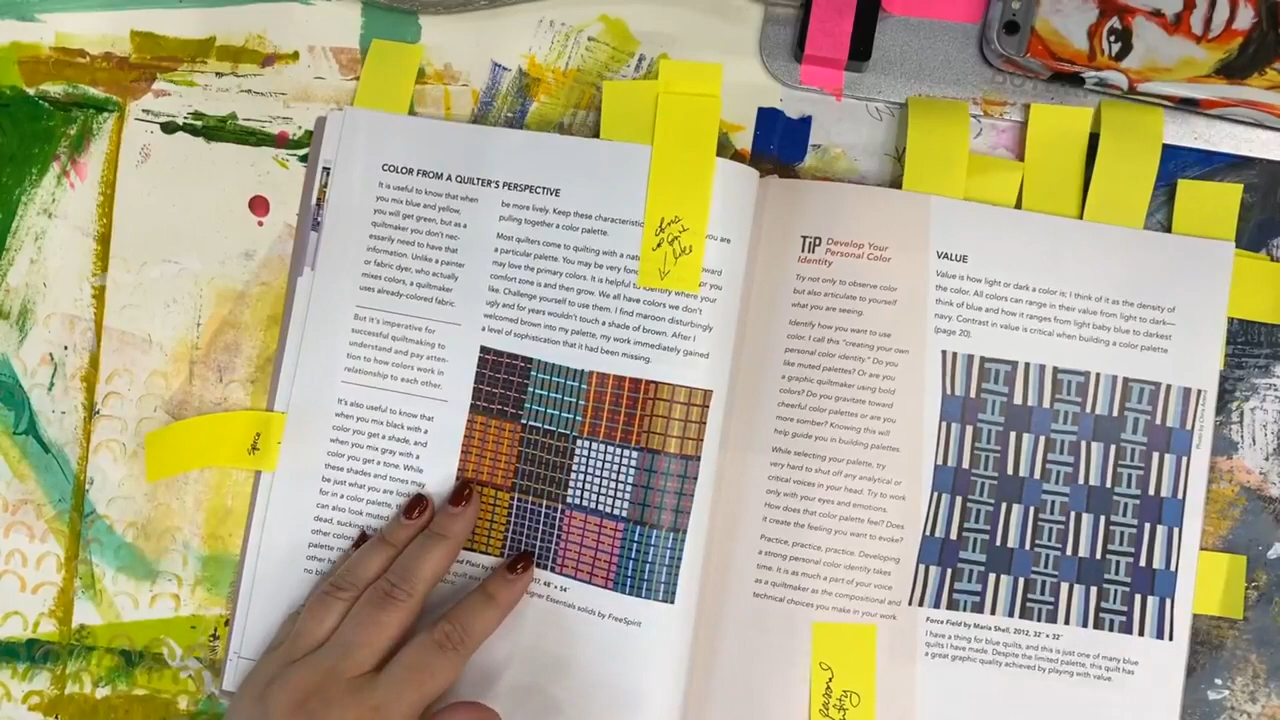 COLOR FROM A QUILTER'S PERSPECTIVE
It is useful to know that when
you mix blue and yellow,
you will get green, but as a
quiltmaker you don't nec-
essarily need to have that
information. Unlike a painter
or fabric dyer, who actually
mixes colors, a quiltmaker
uses already-colored fabric.
But it's imperative for
successful quiltmaking to
understand and pay atten-
tion to how colors work in
relationship to each other.
It's also useful to know that
when you mix black with a
color you get a shade, and
when you mix gray with a
color you get a tone. While
these shades and tones may
be just what you are
for in a color palette,
can also look muted
dead, sucking the
other colors
palette
other
no
be more lively. Keep these
you are
pulling together a color palette.
Most quilters come to quilting with a
toward
particular palette. You may be very
or you
may love the primary colors. It is helpful to identify where your
comfort zone is and then grow. We all have colors we don't
like. Challenge yourself to use them. I find maroon disturbingly
ugly and for years wouldn't touch a shade of brown. After I
welcomed brown into my palette, my work immediately gained
a level of sophistication that it had been missing.
Plaid by
2017, 48" × 54"
quilt
Essentials solids by FreeSpirit
fabric.
Space
like
TIP Develop Your
Personal Color
Identity
Try not only to observe color
but also articulate to yourself
what you are seeing.
Identify how you want to use
color. I call this "creating your own
personal color identity." Do you
like muted palettes? Or are you
a graphic quiltmaker using bold
colors? Do you gravitate toward
cheerful color palettes or are you
more somber? Knowing this will
help guide you in building palettes.
While selecting your palette, try
very hard to shut off any analytical or
critical voices in your head. Try to work
only with your eyes and emotions.
How does that color palette feel? Does
it create the feeling you want to evoke?
Practice, practice, practice. Developing
a strong personal color identity takes
time. It is as much a part of your voice
as a quiltmaker as the compositional and
technical choices you make in your work.
personal
VALUE
Value is how light or dark a color is; I think of it as the density of
the color. All colors can range in their value from light to dark—
think of blue and how it ranges from light baby blue to darkest
navy. Contrast in value is critical when building a color palette
(page 20).
Force Field by Maria Shell, 2012, 32" × 32"
I have a thing for blue quilts, and this is just one of many blue
quilts I have made. Despite the limited palette, this quilt has
a great graphic quality achieved by playing with value.